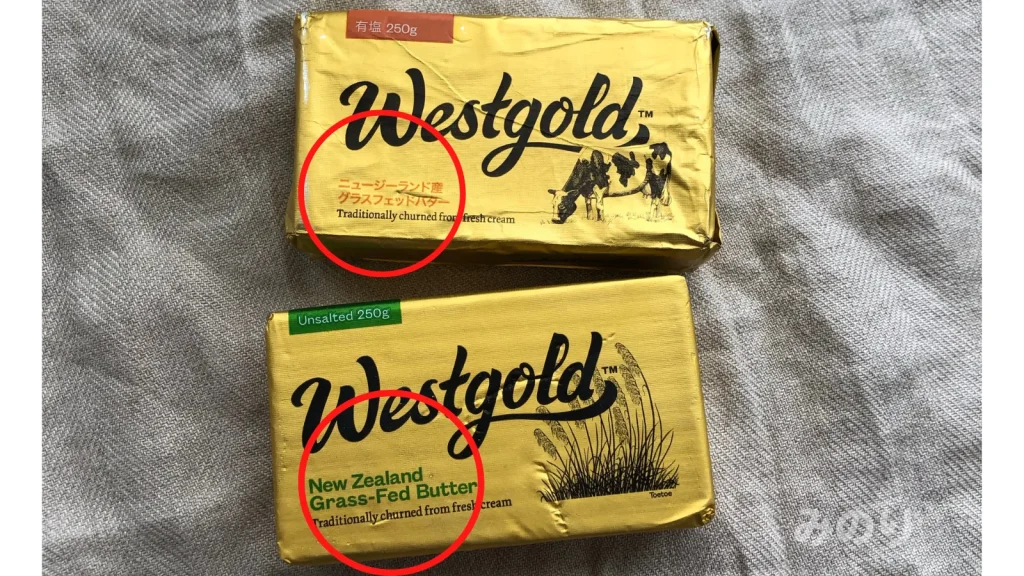 有塩 250g
Westgold™
ニュージーランド産
グラスフェッドバター
Traditionally churned from fresh cream
Unsalted 250g
Westgold™
New Zealand
Grass-Fed Butter
Traditionally churned from fresh cream
Toetoe
みのり